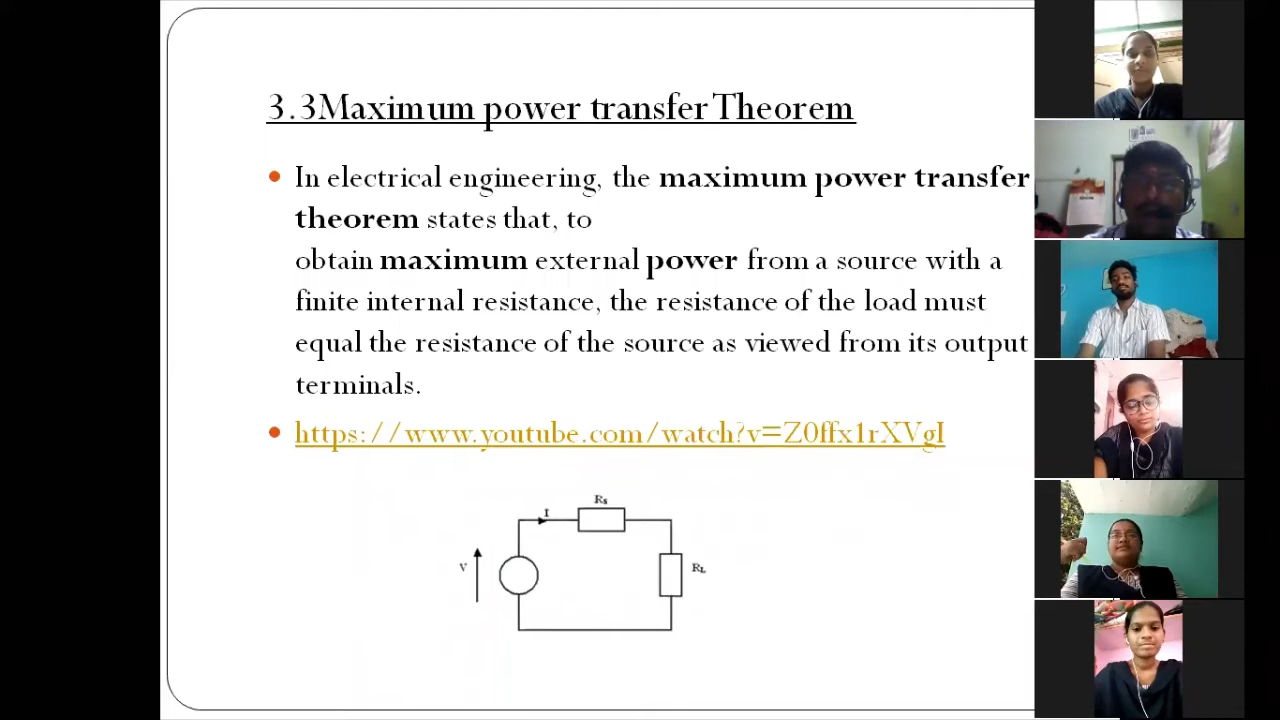 3.3Maximum power transfer Theorem
In electrical engineering, the maximum power transfer
theorem states that, to
obtain maximum external power from a source with a
finite internal resistance, the resistance of the load must
equal the resistance of the source as viewed from its output
terminals.
https://www.youtube.com/watch?v=Z0ffx1rXVgI
Rs
I
V
RL